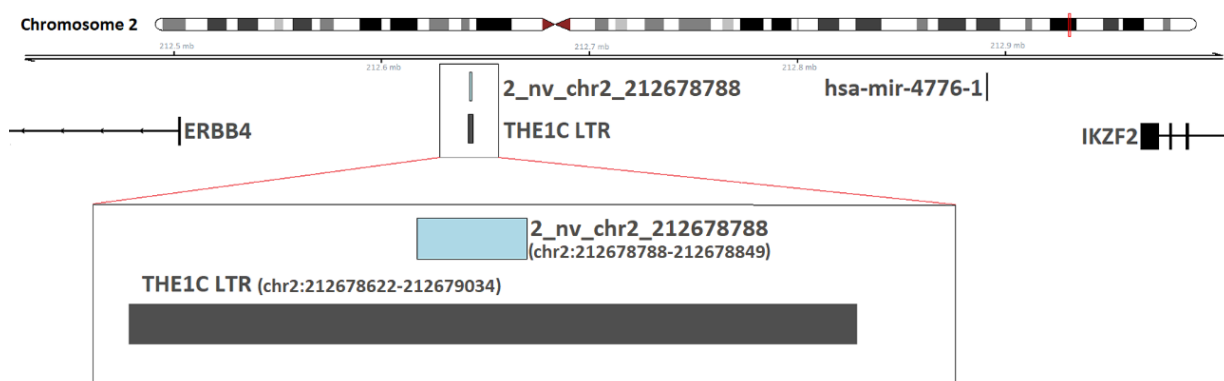 Chromosome 2
212.5 mb
212.7 mb
212.9 mb
212.6 mb
212.8 mb
2_nv_chr2_212678788
hsa-mir-4776-1
ERBB4
THE1C LTR
IKZF2
2_nv_chr2_212678788
(chr2:212678788-212678849)
THE1C LTR (chr2:212678622-212679034)